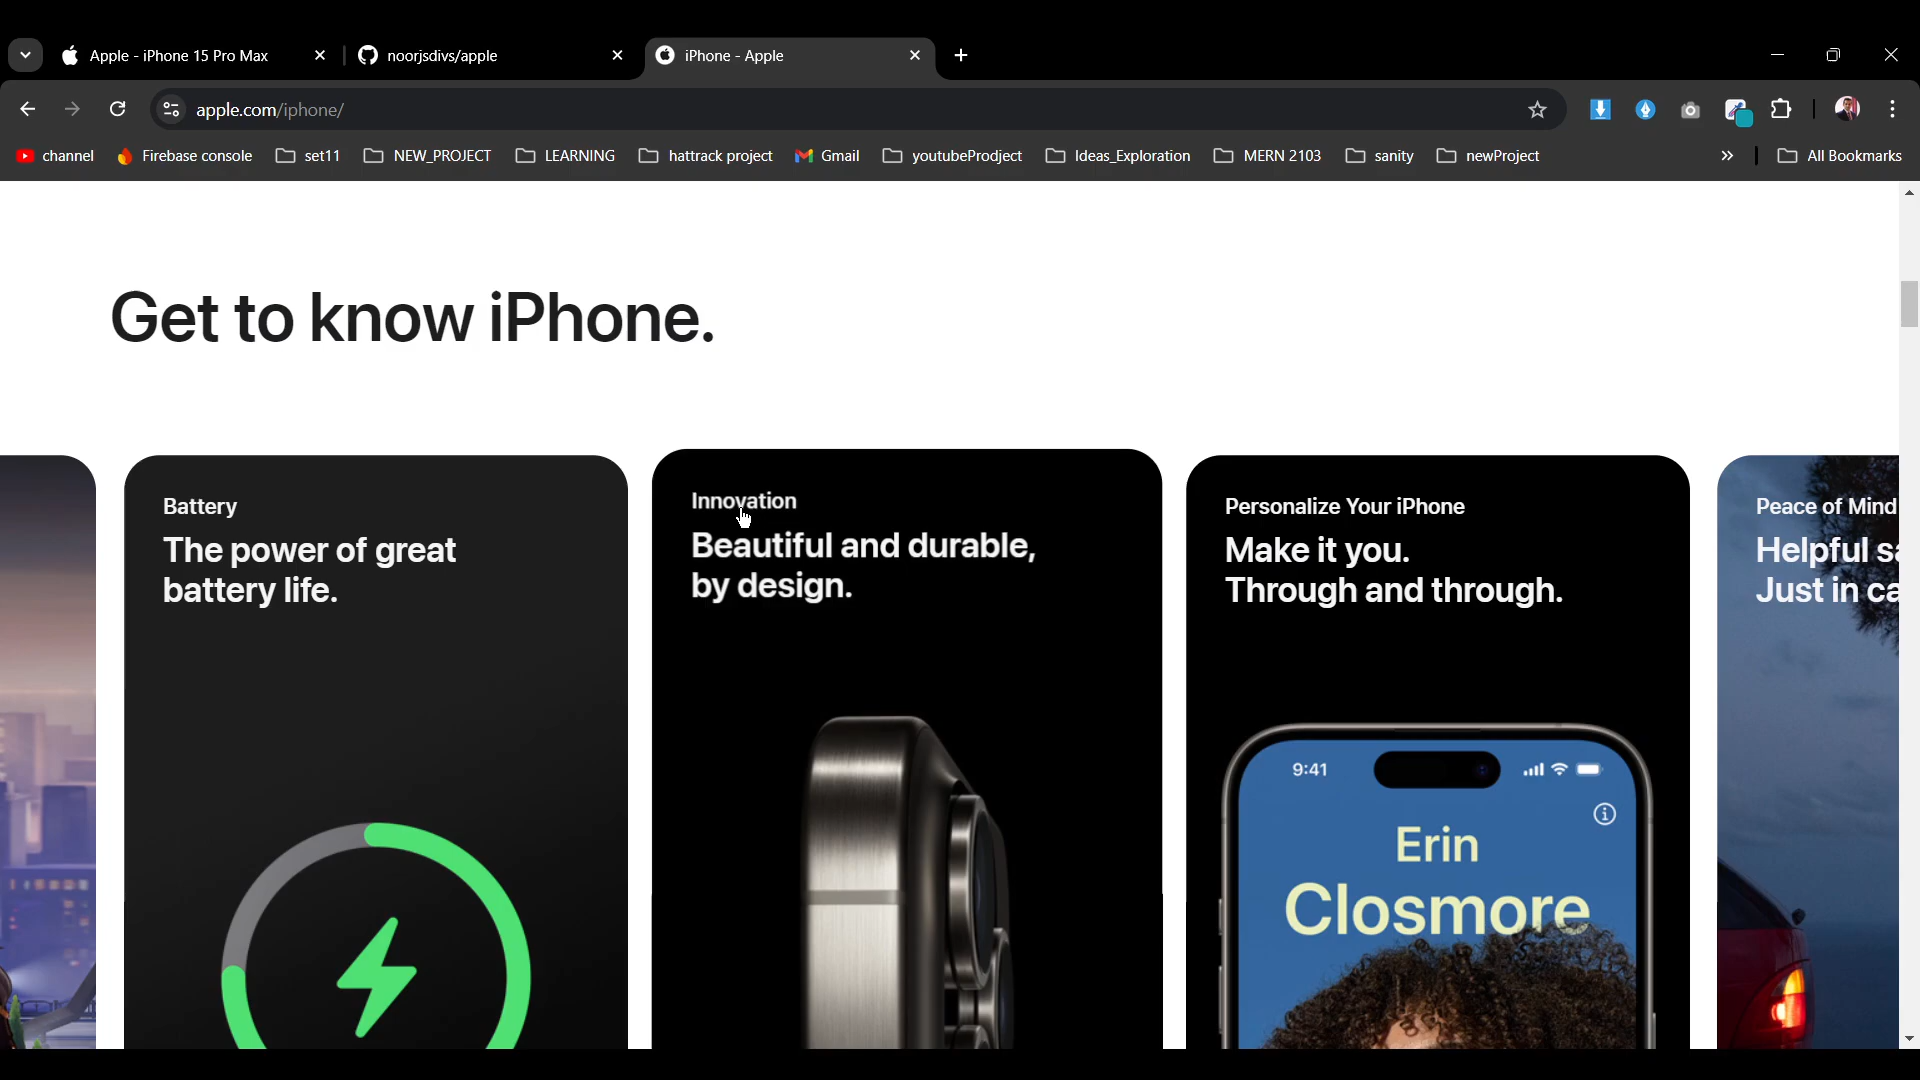 Apple - iPhone 15 Pro Max
noorjsdivs/apple
iPhone - Apple
apple.com/iphone/
channel
Firebase console
set11
NEW_PROJECT
LEARNING
hattrack project
Gmail
youtubeProdject
Ideas_Exploration
MERN 2103
sanity
newProject
All Bookmarks
Get to know iPhone.
Battery
The power of great
battery life.
Innovation
Beautiful and durable,
by design.
Personalize Your iPhone
Make it you.
Through and through.
9:41
Erin
Closmore
Peace of Mind
Helpful
Just in